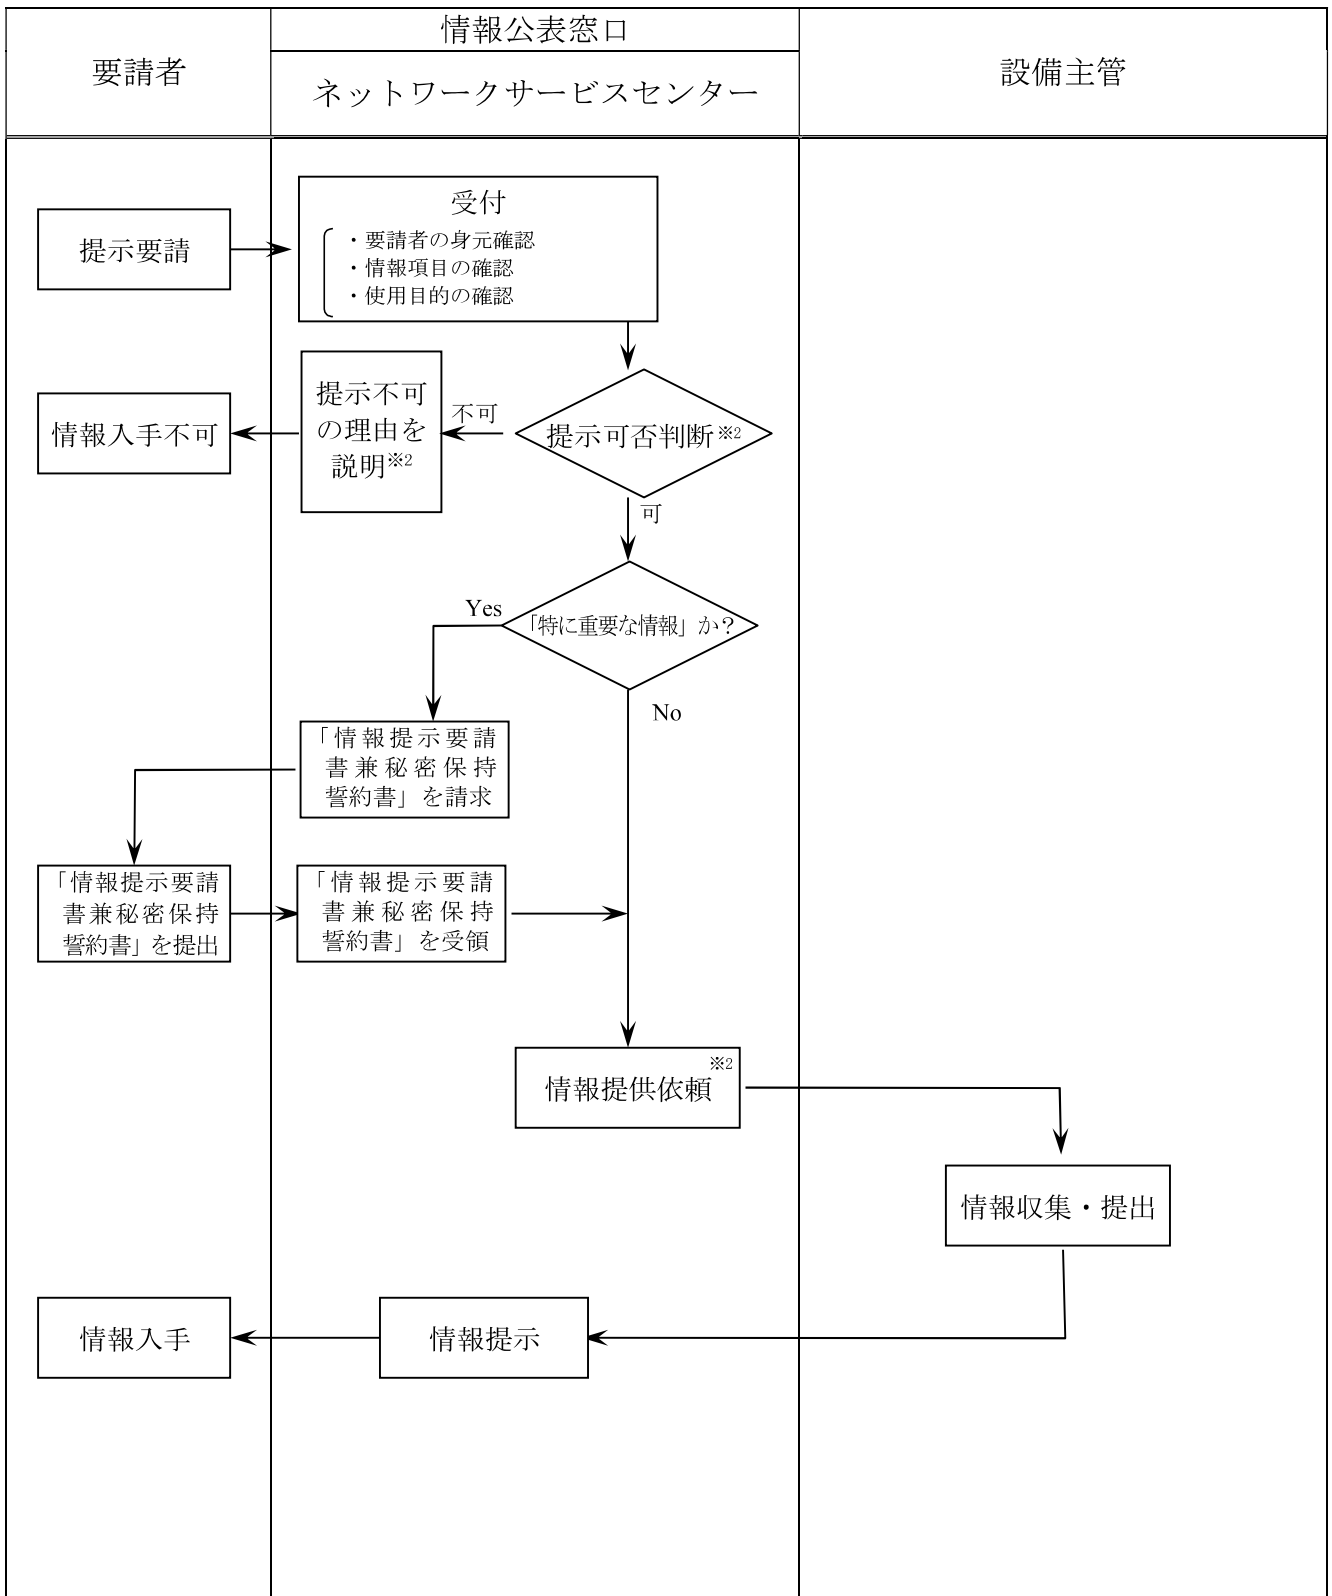 要請者
情報公表窓口
ネットワークサービスセンター
設備主管
提示要請
受付
・要請者の身元確認
・情報項目の確認
・使用目的の確認
情報入手不可
提示不可
の理由を
説明※2
不可
提示可否判断※2
可
「特に重要な情報」か？
Yes
No
「情報提示要請
書兼秘密保持
誓約書」を請求
「情報提示要請
書兼秘密保持
誓約書」を提出
「情報提示要請
書兼秘密保持
誓約書」を受領
情報提供依頼※2
情報収集・提出
情報入手
情報提示